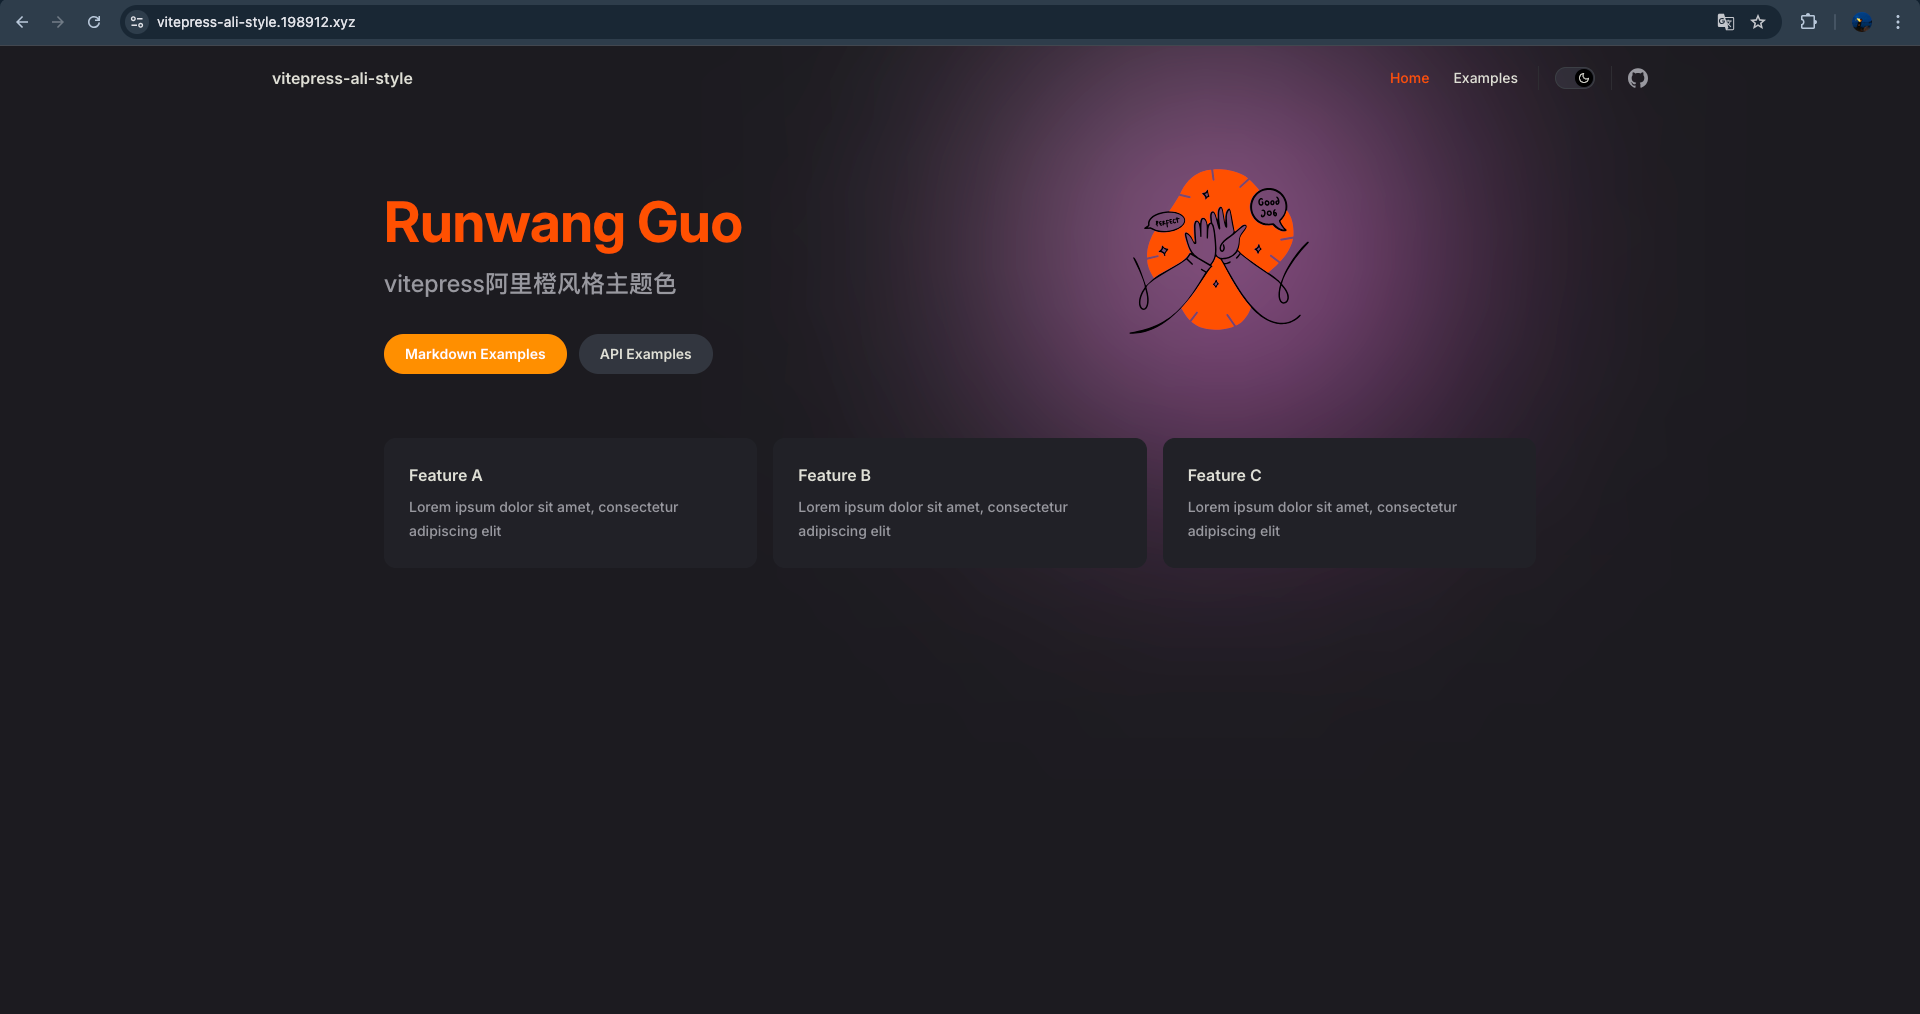 vitepress-ali-style.198912.xyz
vitepress-ali-style
Home
Examples
Runwang Guo
vitepress阿里橙风格主题色
PERFECT
GOOD
JOB
Markdown Examples
API Examples
Feature A
Lorem ipsum dolor sit amet, consectetur
adipiscing elit
Feature B
Lorem ipsum dolor sit amet, consectetur
adipiscing elit
Feature C
Lorem ipsum dolor sit amet, consectetur
adipiscing elit